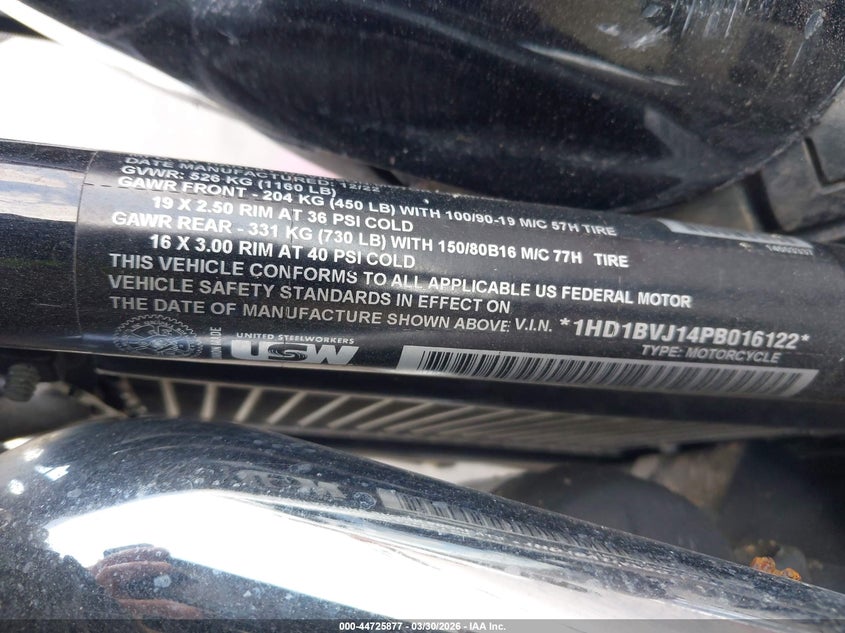 DATE MANUFACTURED: 12/22
GVWR: 526 KG (1160 LB)
GAWR FRONT - 204 KG (450 LB) WITH 100/90-19 M/C 57H TIRE
19 X 2.50 RIM AT 36 PSI COLD
GAWR REAR - 331 KG (730 LB) WITH 150/80B16 M/C 77H TIRE
16 X 3.00 RIM AT 40 PSI COLD
THIS VEHICLE CONFORMS TO ALL APPLICABLE US FEDERAL MOTOR
VEHICLE SAFETY STANDARDS IN EFFECT ON
THE DATE OF MANUFACTURE SHOWN ABOVE: V.I.N. *1HD1BVJ14PB016122*
TYPE: MOTORCYCLE
UNITED STEELWORKERS
USW
UNION MADE
000-44725877 - 03/30/2026 - IAA Inc.